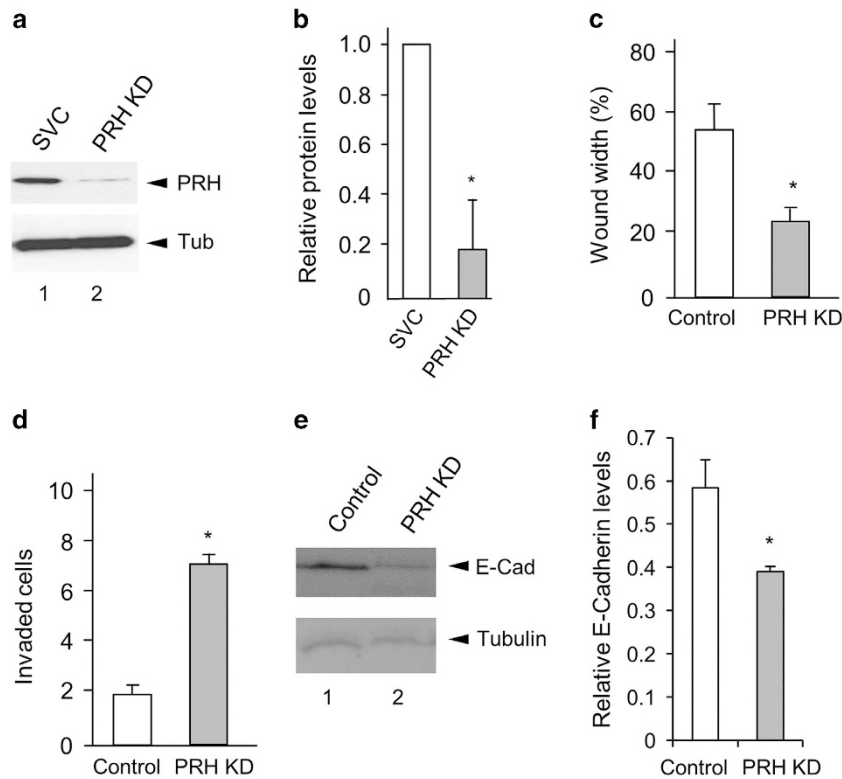 a
SVC
PRH KD
PRH
Tub
1 2
b
Relative protein levels
1.0
0.8
0.6
0.4
0.2
0
*
SVC
PRH KD
c
Wound width (%)
80
60
40
20
0
*
Control PRH KD
d
Invaded cells
10
8
6
4
2
0
*
Control PRH KD
e
Control
PRH KD
E-Cad
Tubulin
1 2
f
Relative E-Cadherin levels
0.7
0.6
0.5
0.4
0.3
0.2
0.1
0
*
Control PRH KD